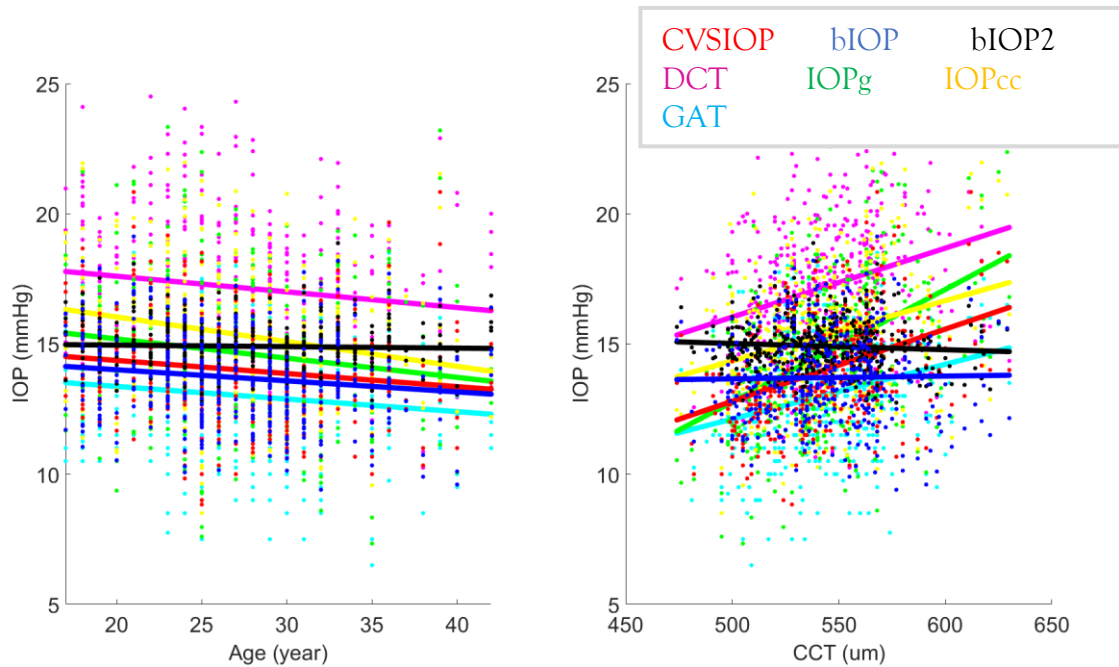 CVSIOP bIOP bIOP2
DCT IOPg IOPcc
GAT
25
20
15
10
5
IOP (mmHg)
20 25 30 35 40
Age (year)
25
20
15
10
5
IOP (mmHg)
450 500 550 600 650
CCT (um)